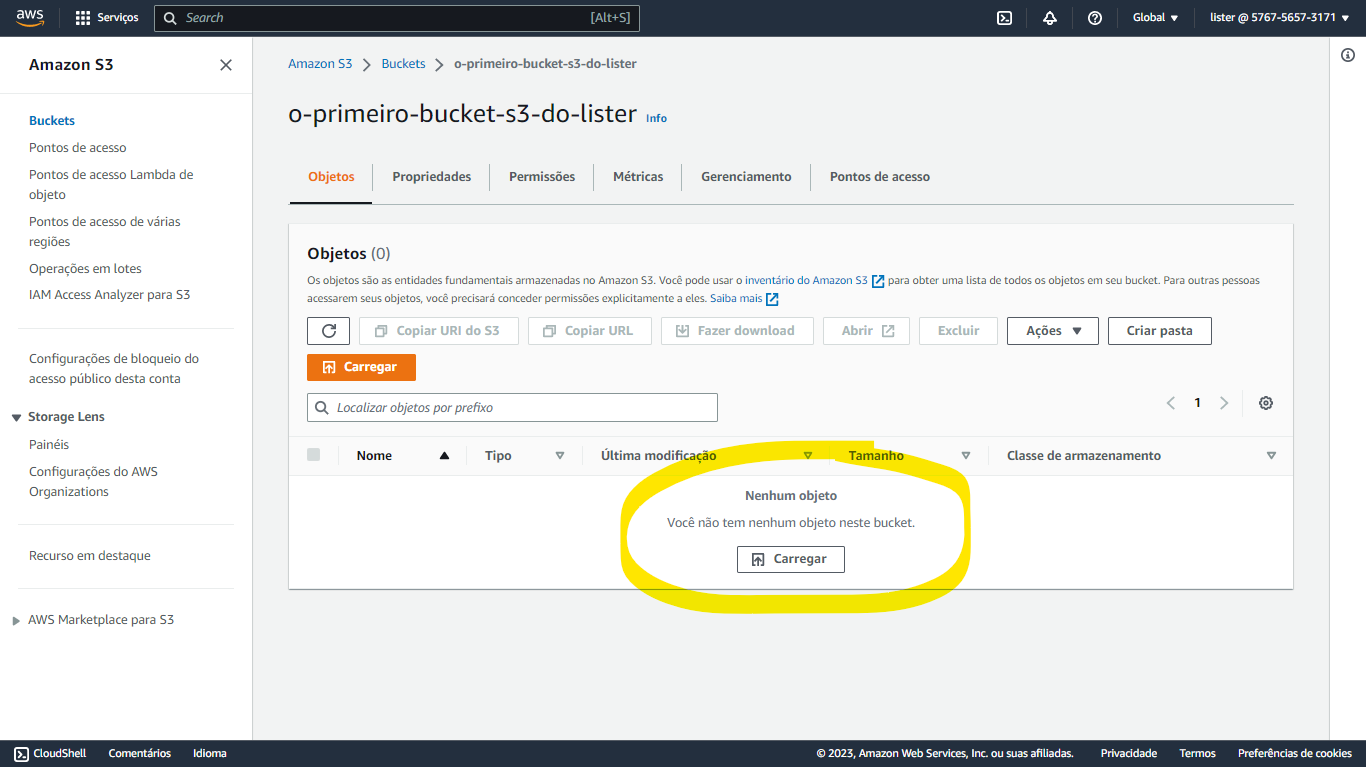 aws Serviços Search [Alt+S] Global lister @ 5767-5657-3171
Amazon S3
Buckets
Pontos de acesso
Pontos de acesso Lambda de
objeto
Pontos de acesso de várias
regiões
Operações em lotes
IAM Access Analyzer para S3
Configurações de bloqueio do
acesso público desta conta
Storage Lens
Painéis
Configurações do AWS
Organizations
Recurso em destaque
AWS Marketplace para S3
Amazon S3 Buckets o-primeiro-bucket-s3-do-lister
o-primeiro-bucket-s3-do-lister Info
Objetos Propriedades Permissões Métricas Gerenciamento Pontos de acesso
Objetos (0)
Os objetos são as entidades fundamentais armazenadas no Amazon S3. Você pode usar o inventário do Amazon S3 para obter uma lista de todos os objetos em seu bucket. Para outras pessoas
acessarem seus objetos, você precisará conceder permissões explicitamente a eles. Saiba mais
Copiar URI do S3 Copiar URL Fazer download Abrir Excluir Ações Criar pasta
Carregar
Localizar objetos por prefixo 1
Nome Tipo Última modificação Tamanho Classe de armazenamento
Nenhum objeto
Você não tem nenhum objeto neste bucket.
Carregar
CloudShell Comentários Idioma © 2023, Amazon Web Services, Inc. ou suas afiliadas. Privacidade Termos Preferências de cookies